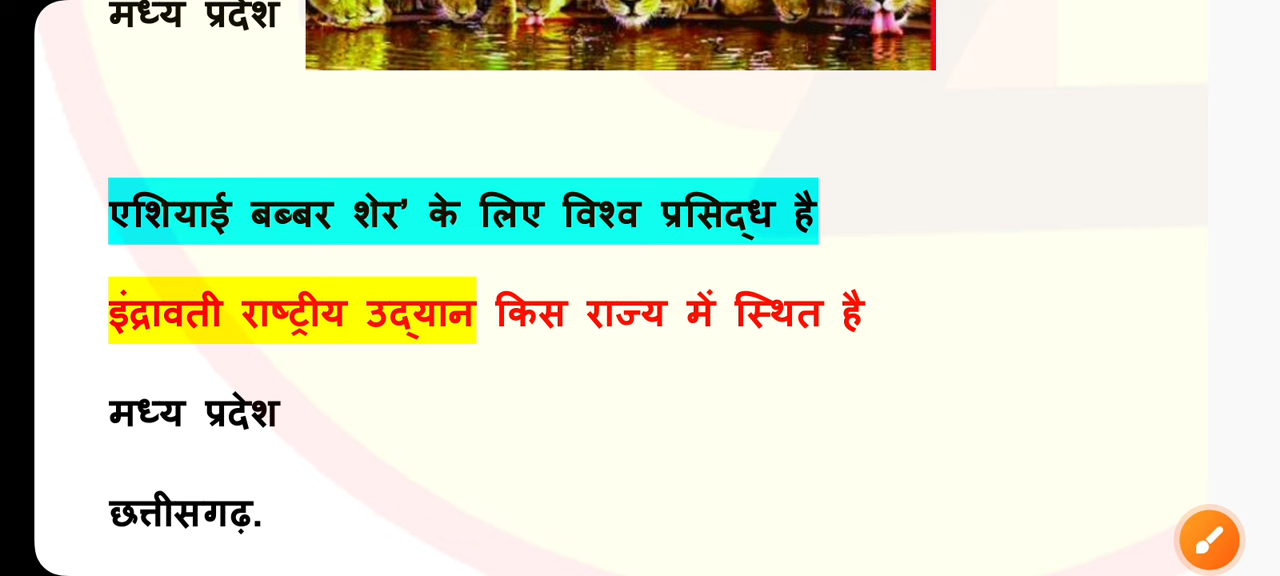 मध्य प्रदेश
एशियाई बब्बर शेर’ के लिए विश्व प्रसिद्ध है
इंद्रावती राष्ट्रीय उद्यान किस राज्य में स्थित है
मध्य प्रदेश
छत्तीसगढ़.